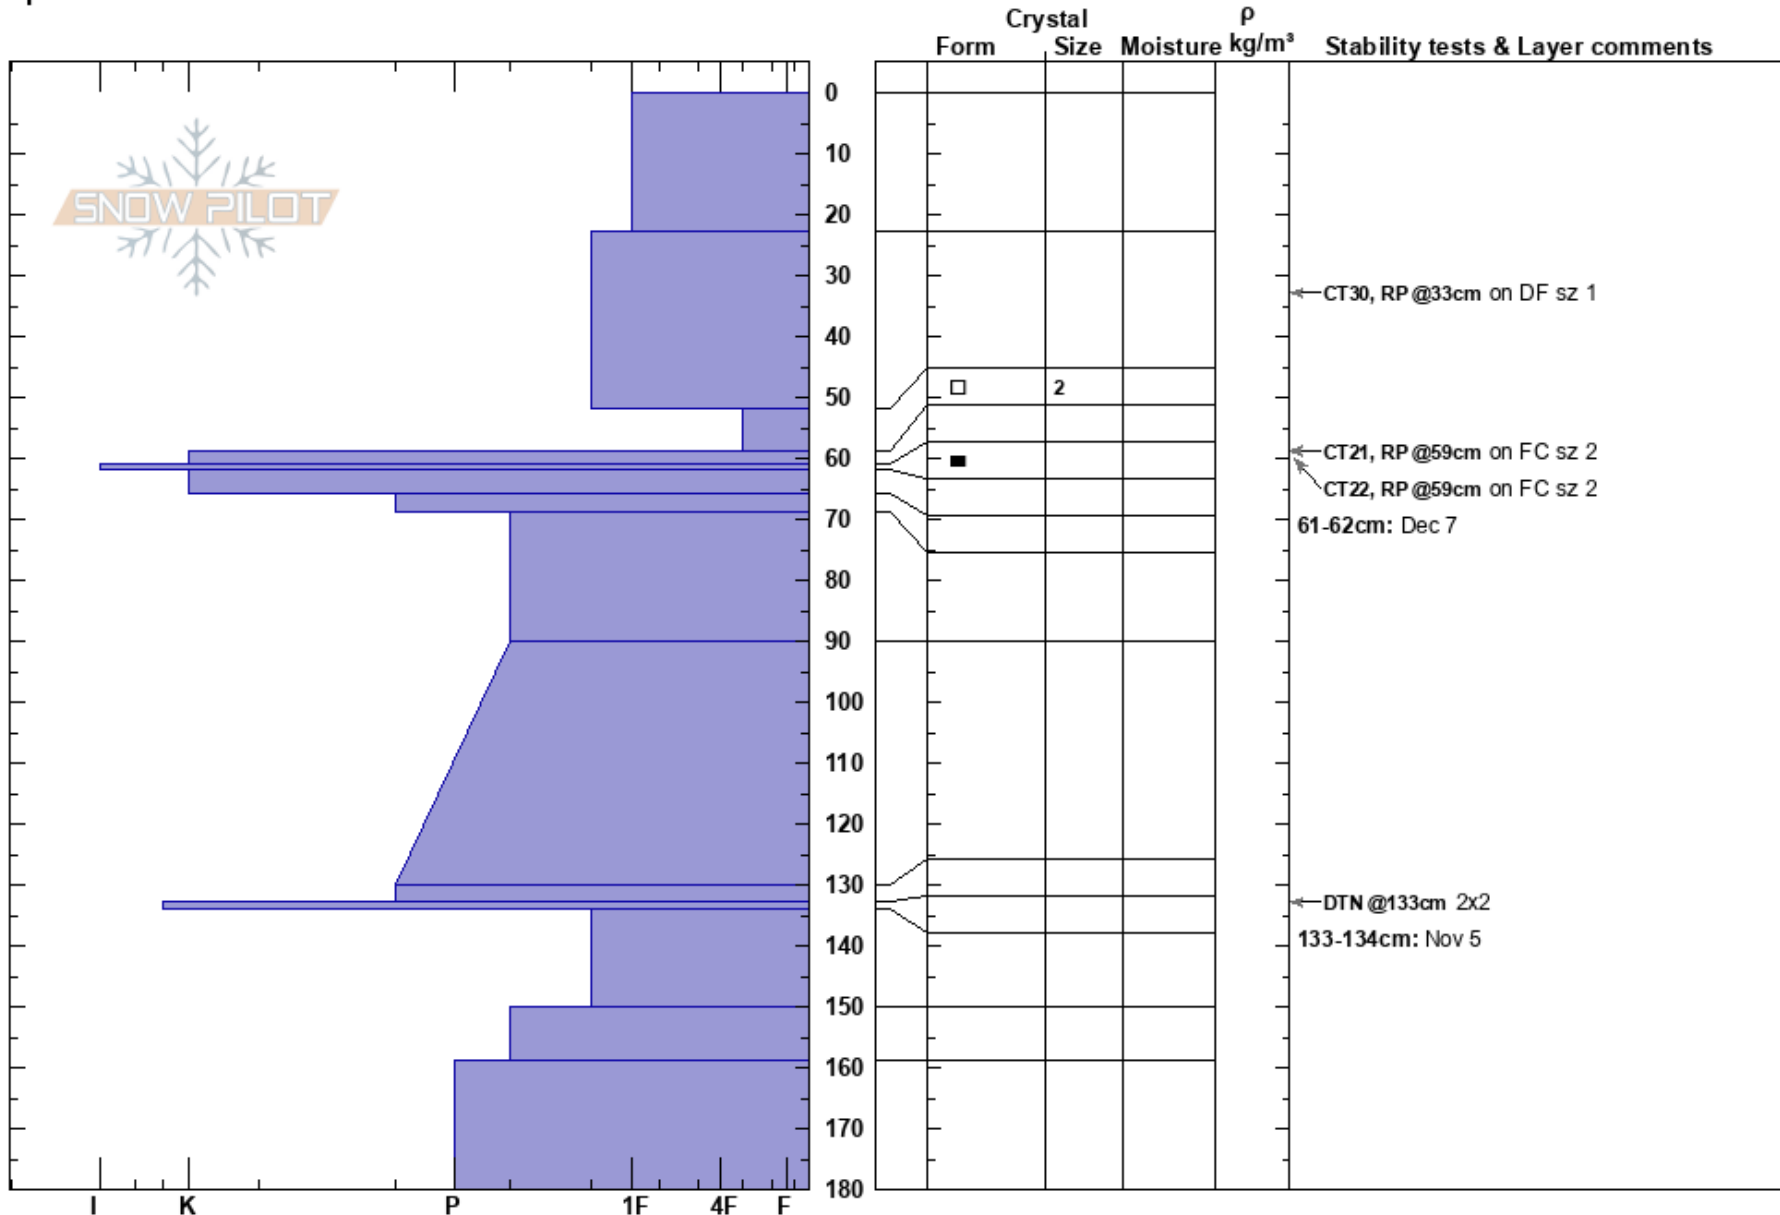 Crystal
ρ
Form Size Moisture kg/m³ Stability tests & Layer comments
SNOW PILOT
0
10
20
30
CT30, RP @33cm on DF sz 1
40
2
50
60
CT21, RP @59cm on FC sz 2
CT22, RP @59cm on FC sz 2
70
61-62cm: Dec 7
80
90
100
110
120
130
DTN @133cm 2x2
140
133-134cm: Nov 5
150
160
170
180
I K P 1F 4F F